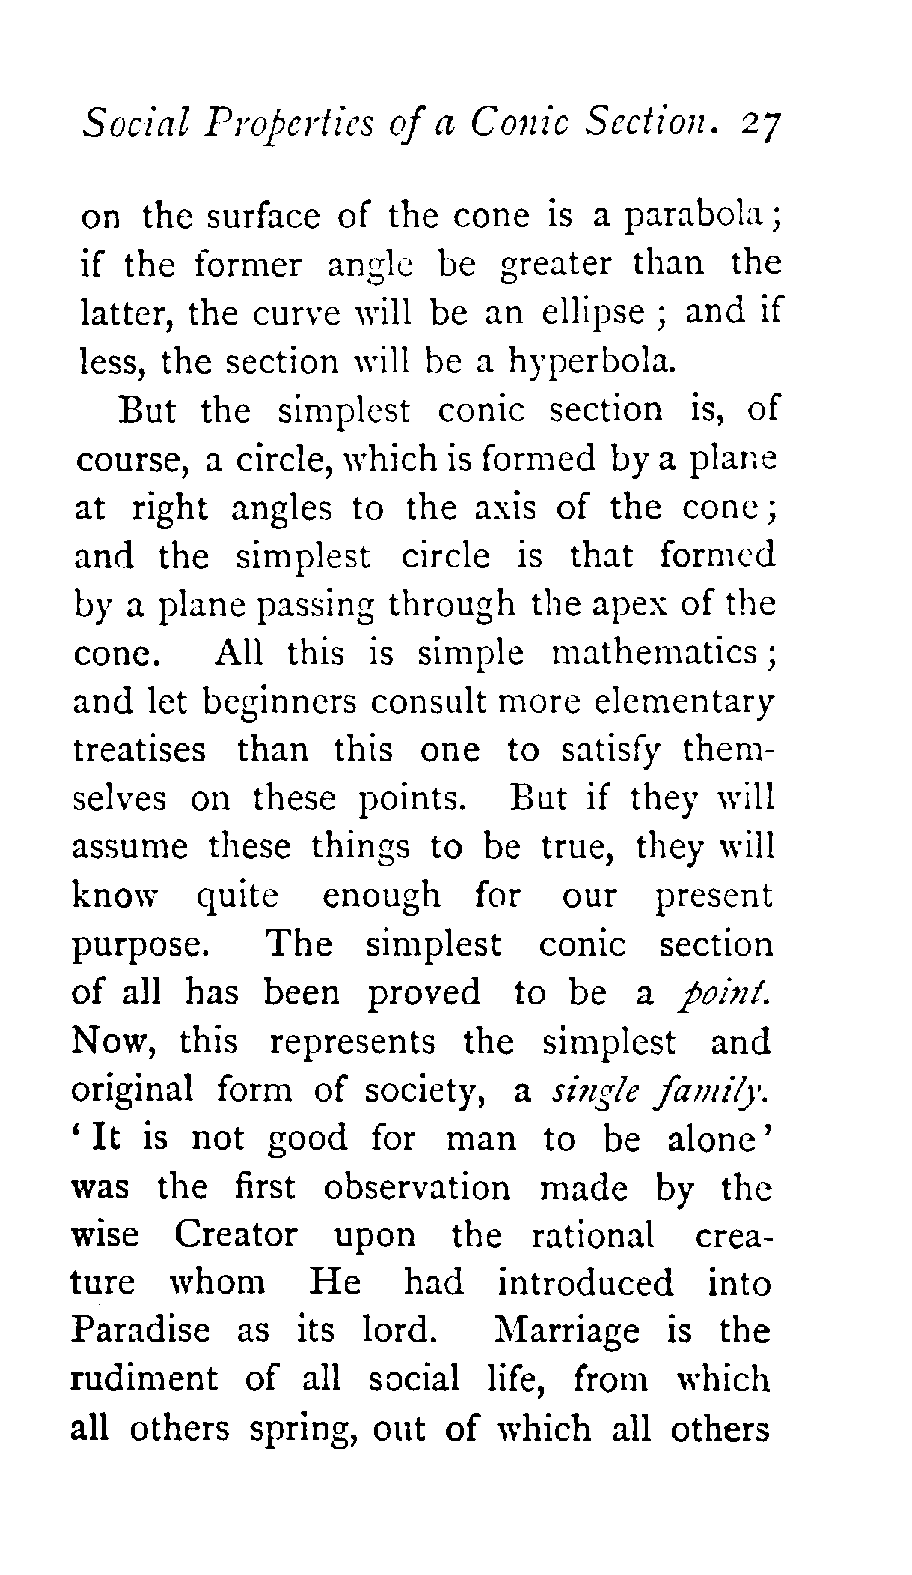 Social Properties of a Conic Section. 27
on the surface of the cone is a parabola;
if the former angle be greater than the
latter, the curve will be an ellipse; and if
less, the section will be a hyperbola.
But the simplest conic section is, of
course, a circle, which is formed by a plane
at right angles to the axis of the cone;
and the simplest circle is that formed
by a plane passing through the apex of the
cone. All this is simple mathematics;
and let beginners consult more elementary
treatises than this one to satisfy them-
selves on these points. But if they will
assume these things to be true, they will
know quite enough for our present
purpose. The simplest conic section
of all has been proved to be a point.
Now, this represents the simplest and
original form of society, a single family.
‘It is not good for man to be alone’
was the first observation made by the
wise Creator upon the rational crea-
ture whom He had introduced into
Paradise as its lord. Marriage is the
rudiment of all social life, from which
all others spring, out of which all others